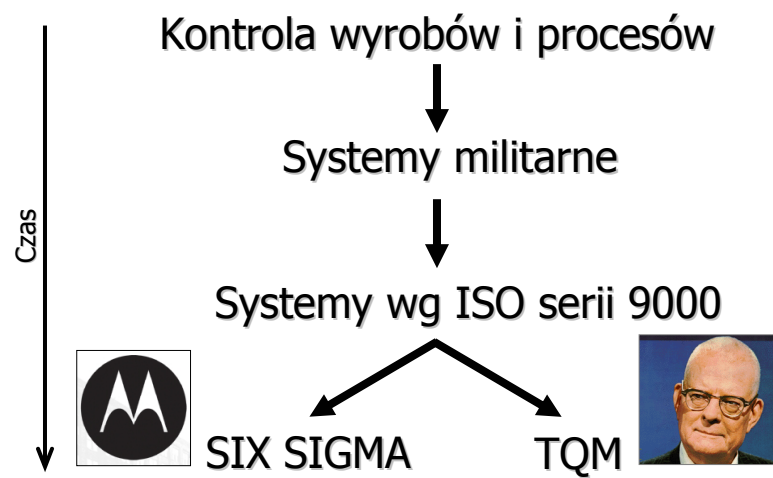 Kontrola wyrobów i procesów
Systemy militarne
Czas
Systemy wg ISO serii 9000
SIX SIGMA
TQM